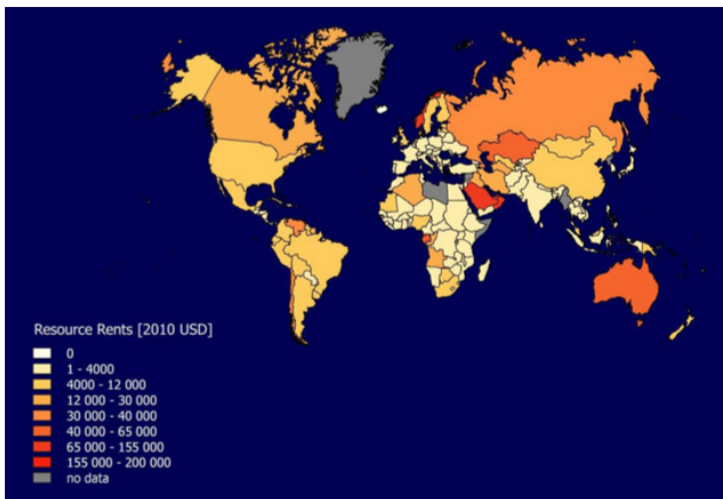 Resource Rents [2010 USD]
0
1 - 4000
4000 - 12 000
12 000 - 30 000
30 000 - 40 000
40 000 - 65 000
65 000 - 155 000
155 000 - 200 000
no data